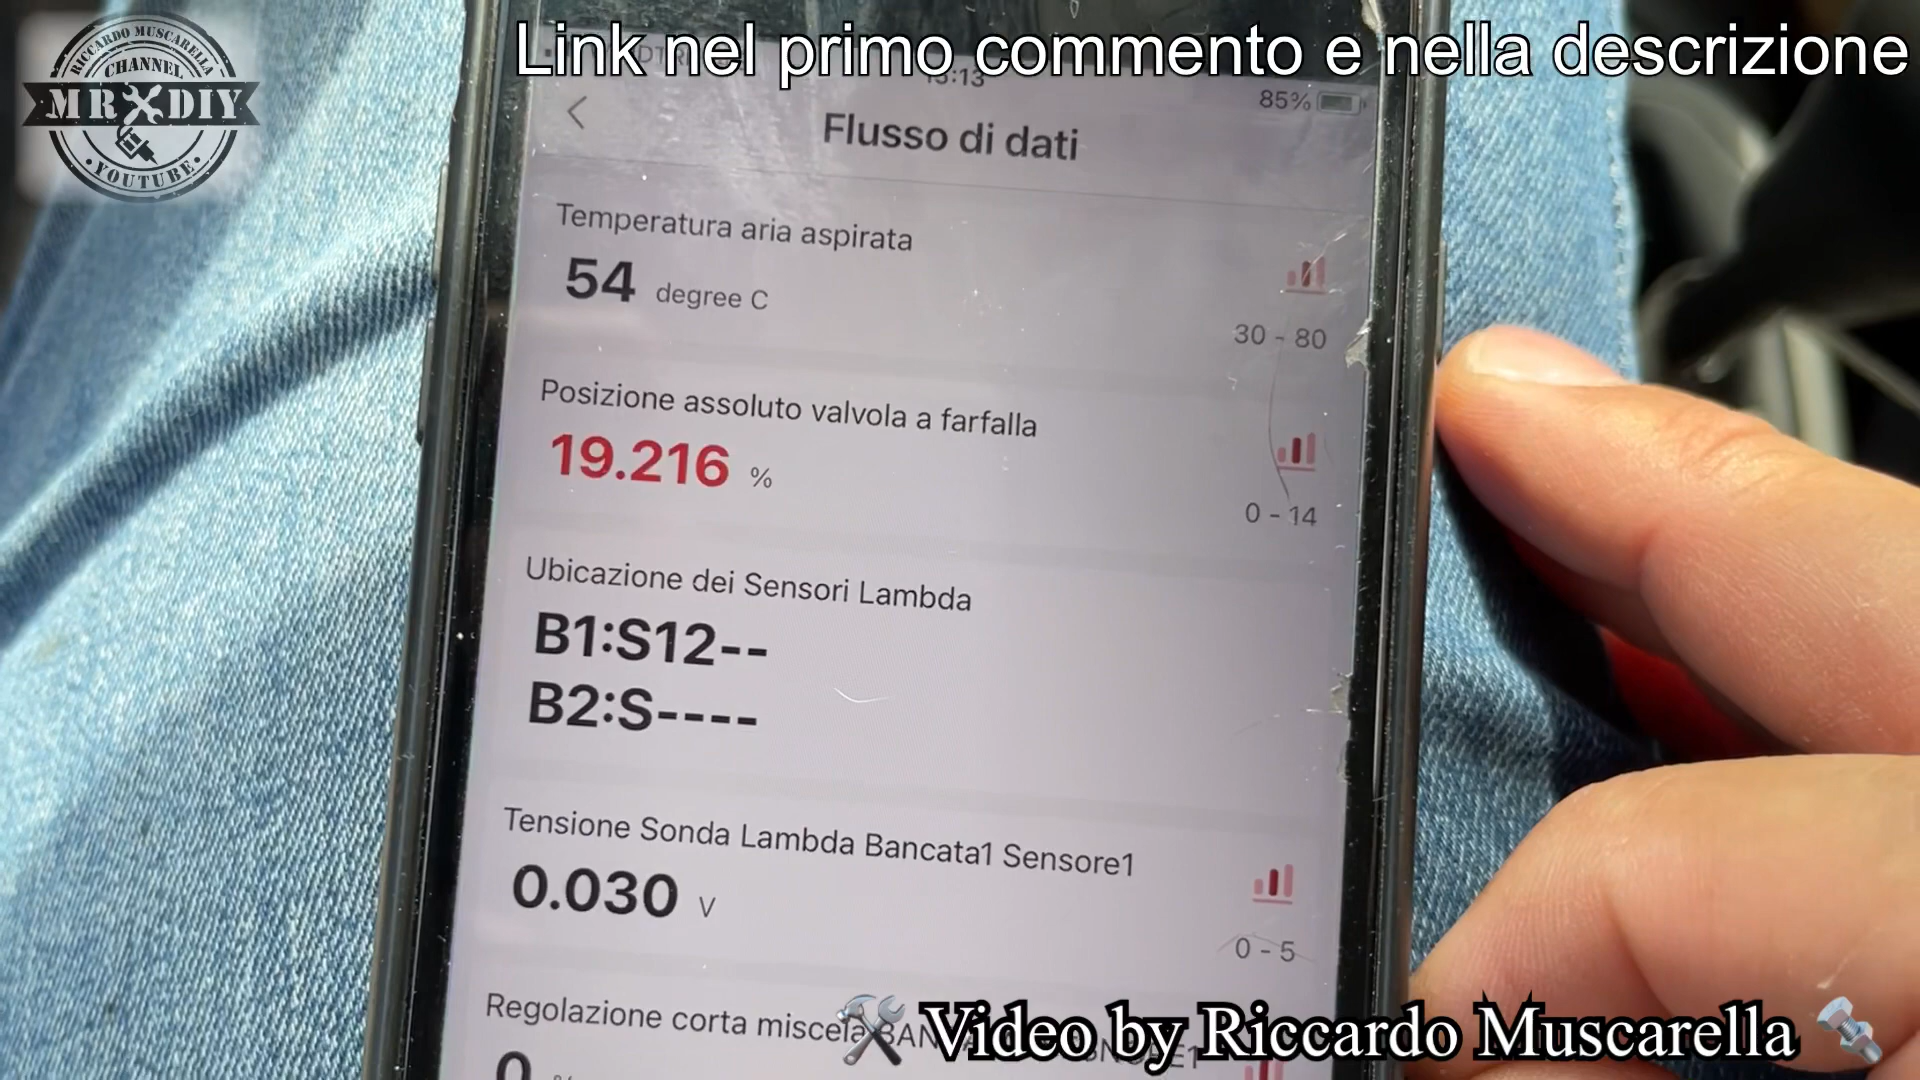 Link nel primo commento e nella descrizione
RICCARDO MUSCARELLA
CHANNEL
MR DIY
YOUTUBE
85%
Flusso di dati
Temperatura aria aspirata
54 degree C
30 - 80
Posizione assoluto valvola a farfalla
19.216 %
0 - 14
Ubicazione dei Sensori Lambda
B1:S12--
B2:S----
Tensione Sonda Lambda Bancata1 Sensore1
0.030 V
0 - 5
Regolazione corta miscela
0 %
Video by Riccardo Muscarella